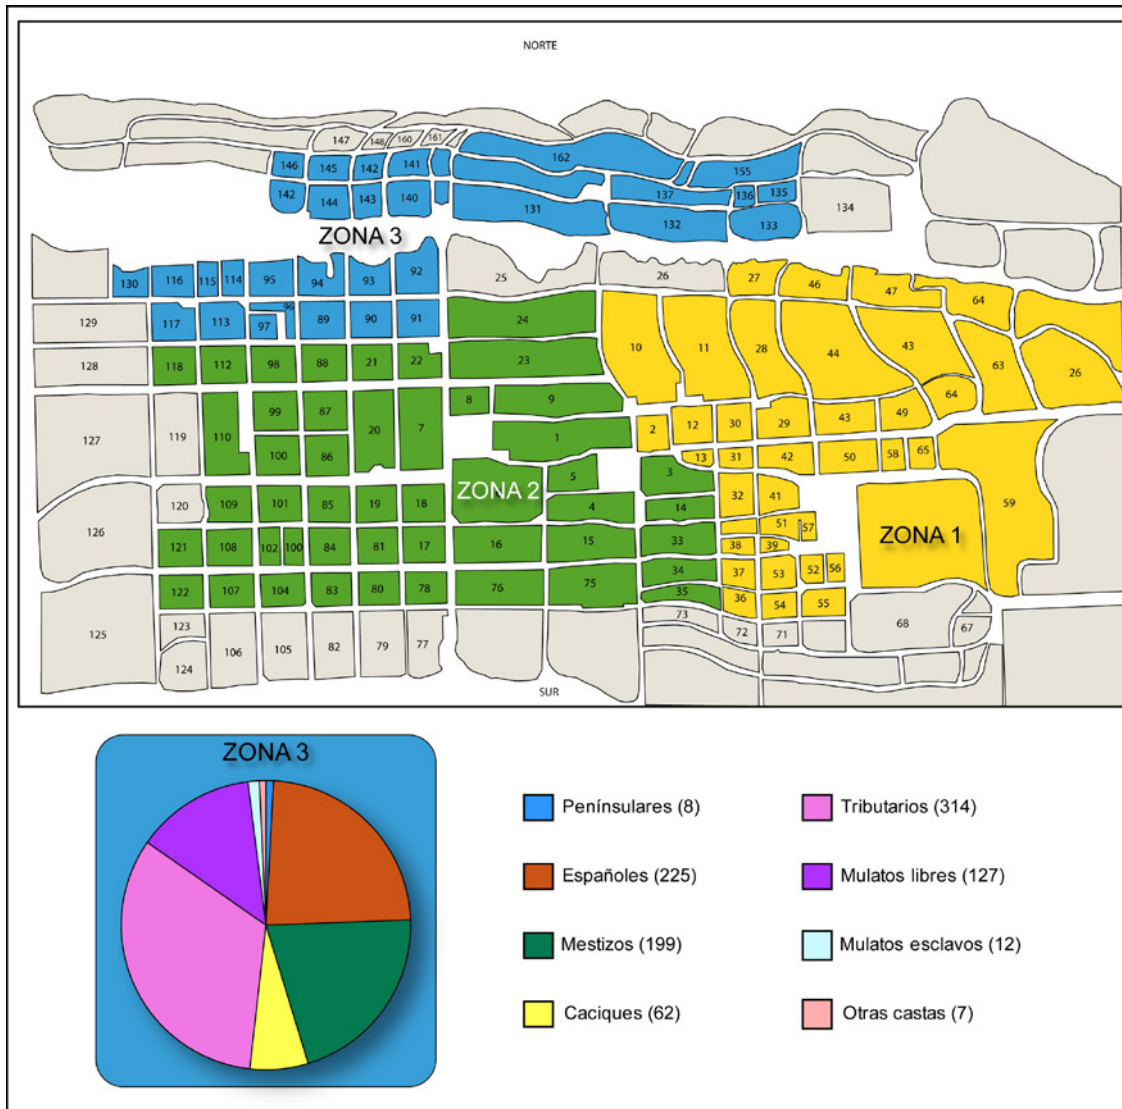 NORTE
147 148 160 161
162
146 145 142 141 155
142 144 143 140 131 137 136 135 134
132 133
ZONA 3
130 116 115 114 95 94 93 92 25 26 27 46 47 64
117 113 97 96 89 90 91 24
129
10 11 28 44 43 63 26
128 118 112 98 88 21 22 23
64
127 119 110 99 87 20 7 8 9
2 12 30 29 43 49
100 86 1 13 31 42 50 58 65
59
ZONA 2
5 3
120 109 101 85 19 18 4 14 32 41
126
51 57
ZONA 1
121 108 102 100 84 81 17 16 15 33 38 39
34 37 53 52 56
122 107 104 83 80 78 76 75 35 36 54 55
125 123 106 105 82 79 77 73 72 71 68 67
124
SUR
ZONA 3
Penínsulares (8)
Tributarios (314)
Españoles (225)
Mulatos libres (127)
Mestizos (199)
Mulatos esclavos (12)
Caciques (62)
Otras castas (7)